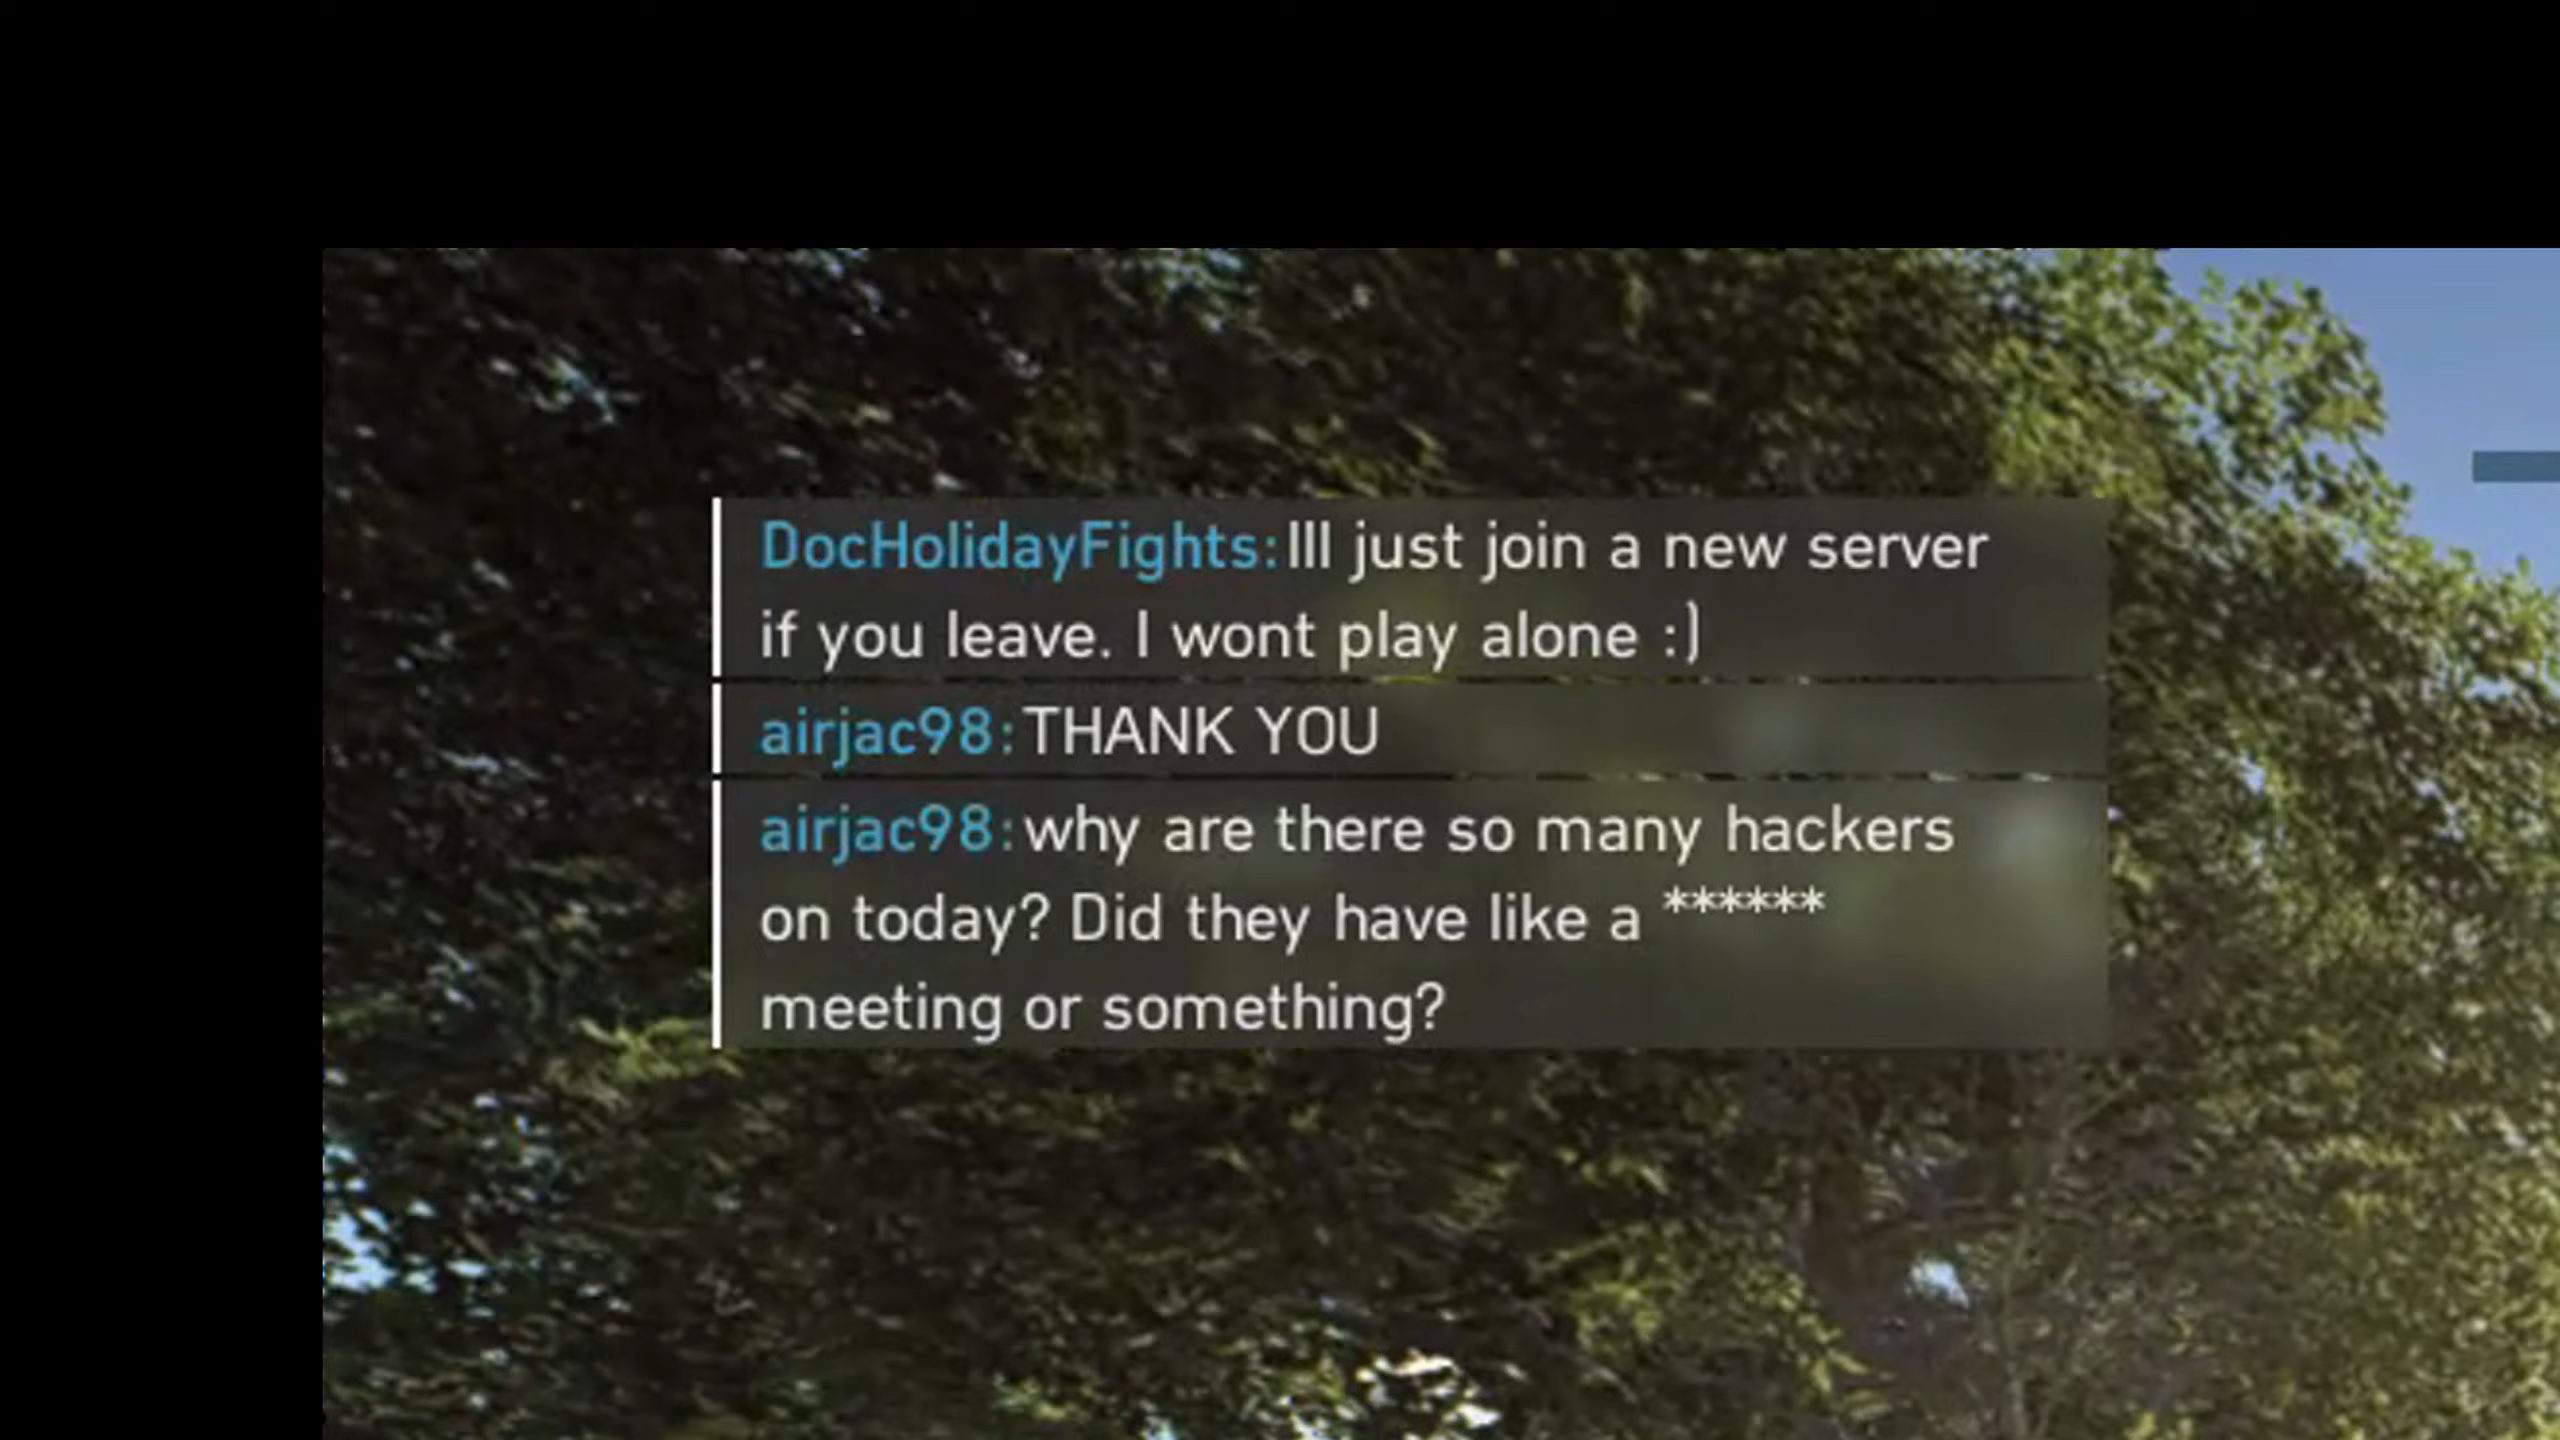 DocHolidayFights:Ill just join a new server
if you leave. I wont play alone :)
airjac98:THANK YOU
airjac98:why are there so many hackers
on today? Did they have like a ******
meeting or something?